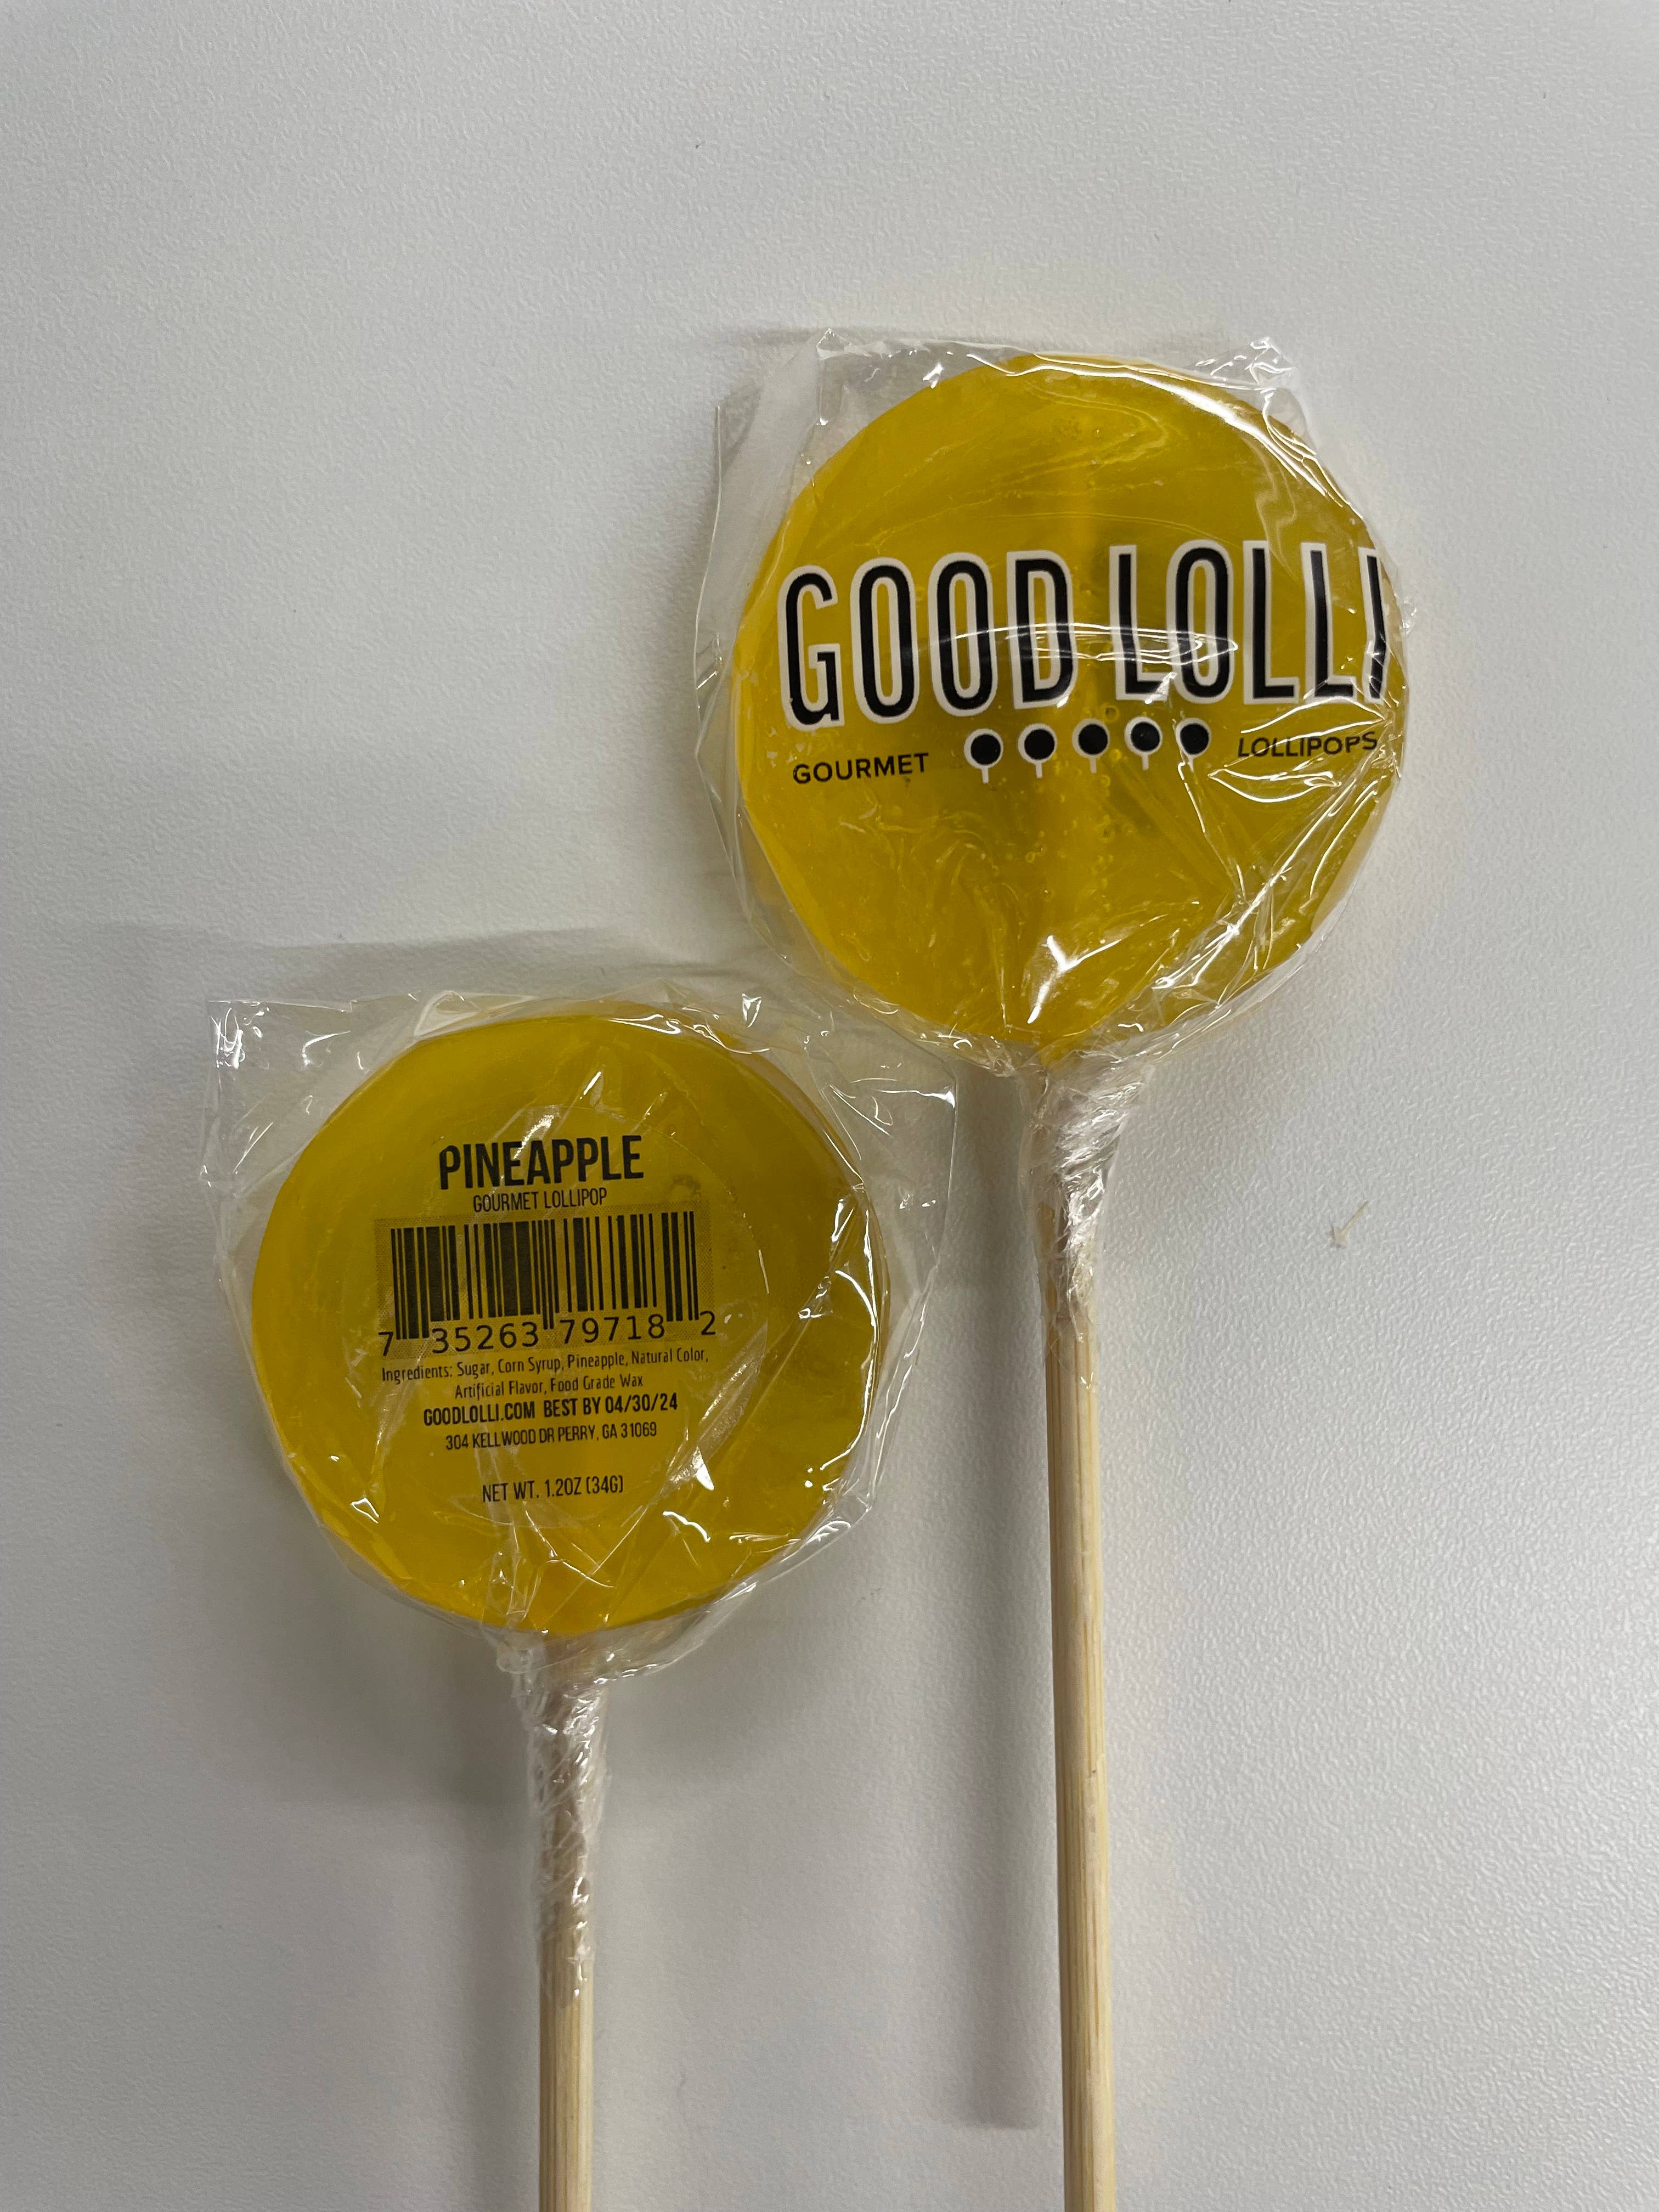 GOOD LOLLI
GOURMET LOLLIPOPS
PINEAPPLE
GOURMET LOLLIPOP
7 35263 79718 2
Ingredients: Sugar, Corn Syrup, Pineapple, Natural Color,
Artificial Flavor, Food Grade Wax
GOODLOLLI.COM BEST BY 04/30/24
304 KELLWOOD DR PERRY, GA 31069
NET WT. 1.2OZ (34G)